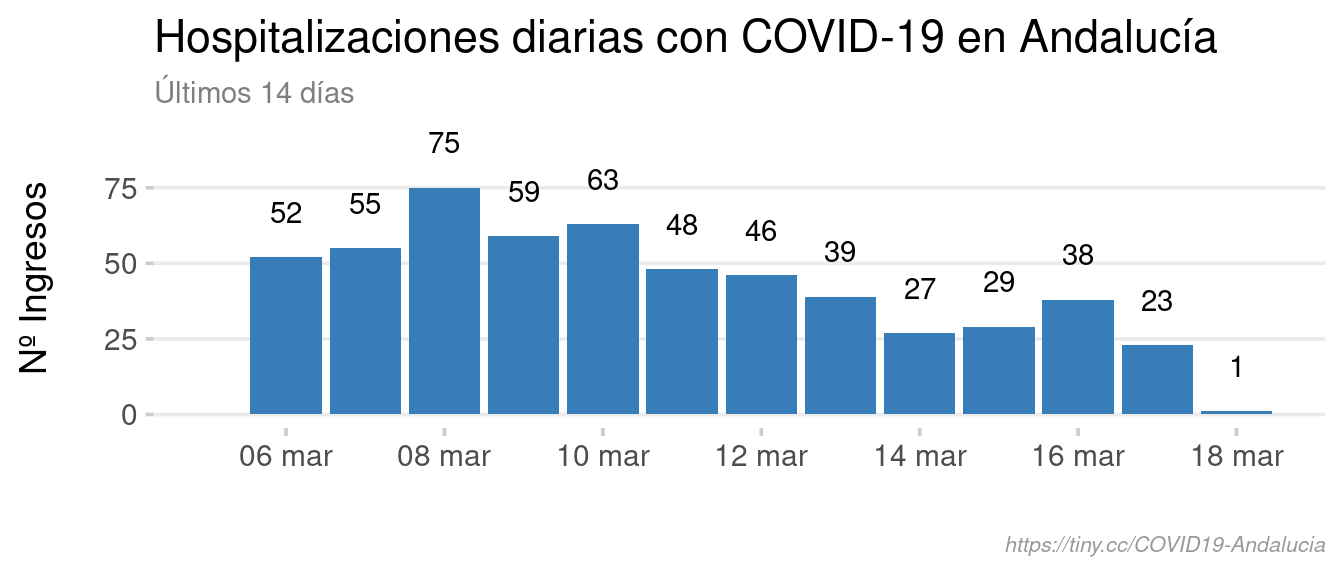 Hospitalizaciones diarias con COVID-19 en Andalucía
Últimos 14 días
Nº Ingresos
75
50
25
0
52
55
75
59
63
48
46
39
27
29
38
23
1
06 mar
08 mar
10 mar
12 mar
14 mar
16 mar
18 mar
https://tiny.cc/COVID19-Andalucia